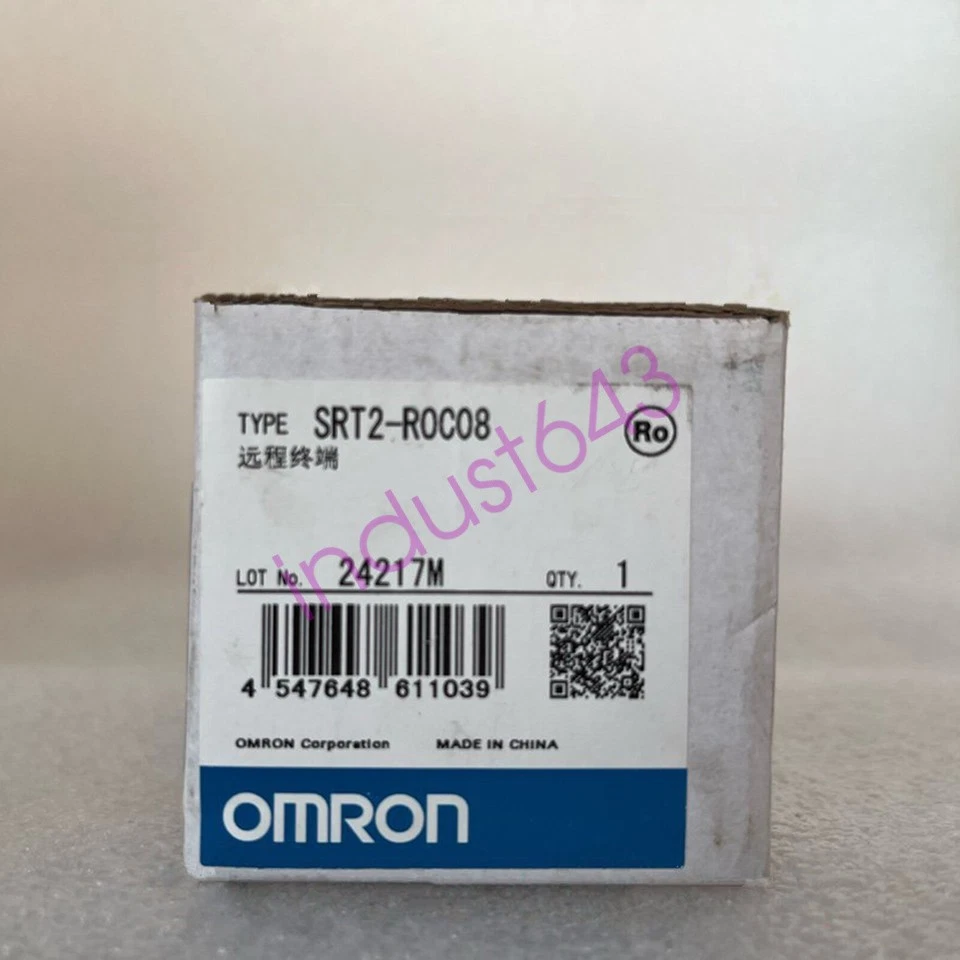 TYPE SRT2-ROC08
Ro
远程终端
LOT No. 24217M QTY. 1
4 547648 611039
OMRON Corporation MADE IN CHINA
OMRON
indust643